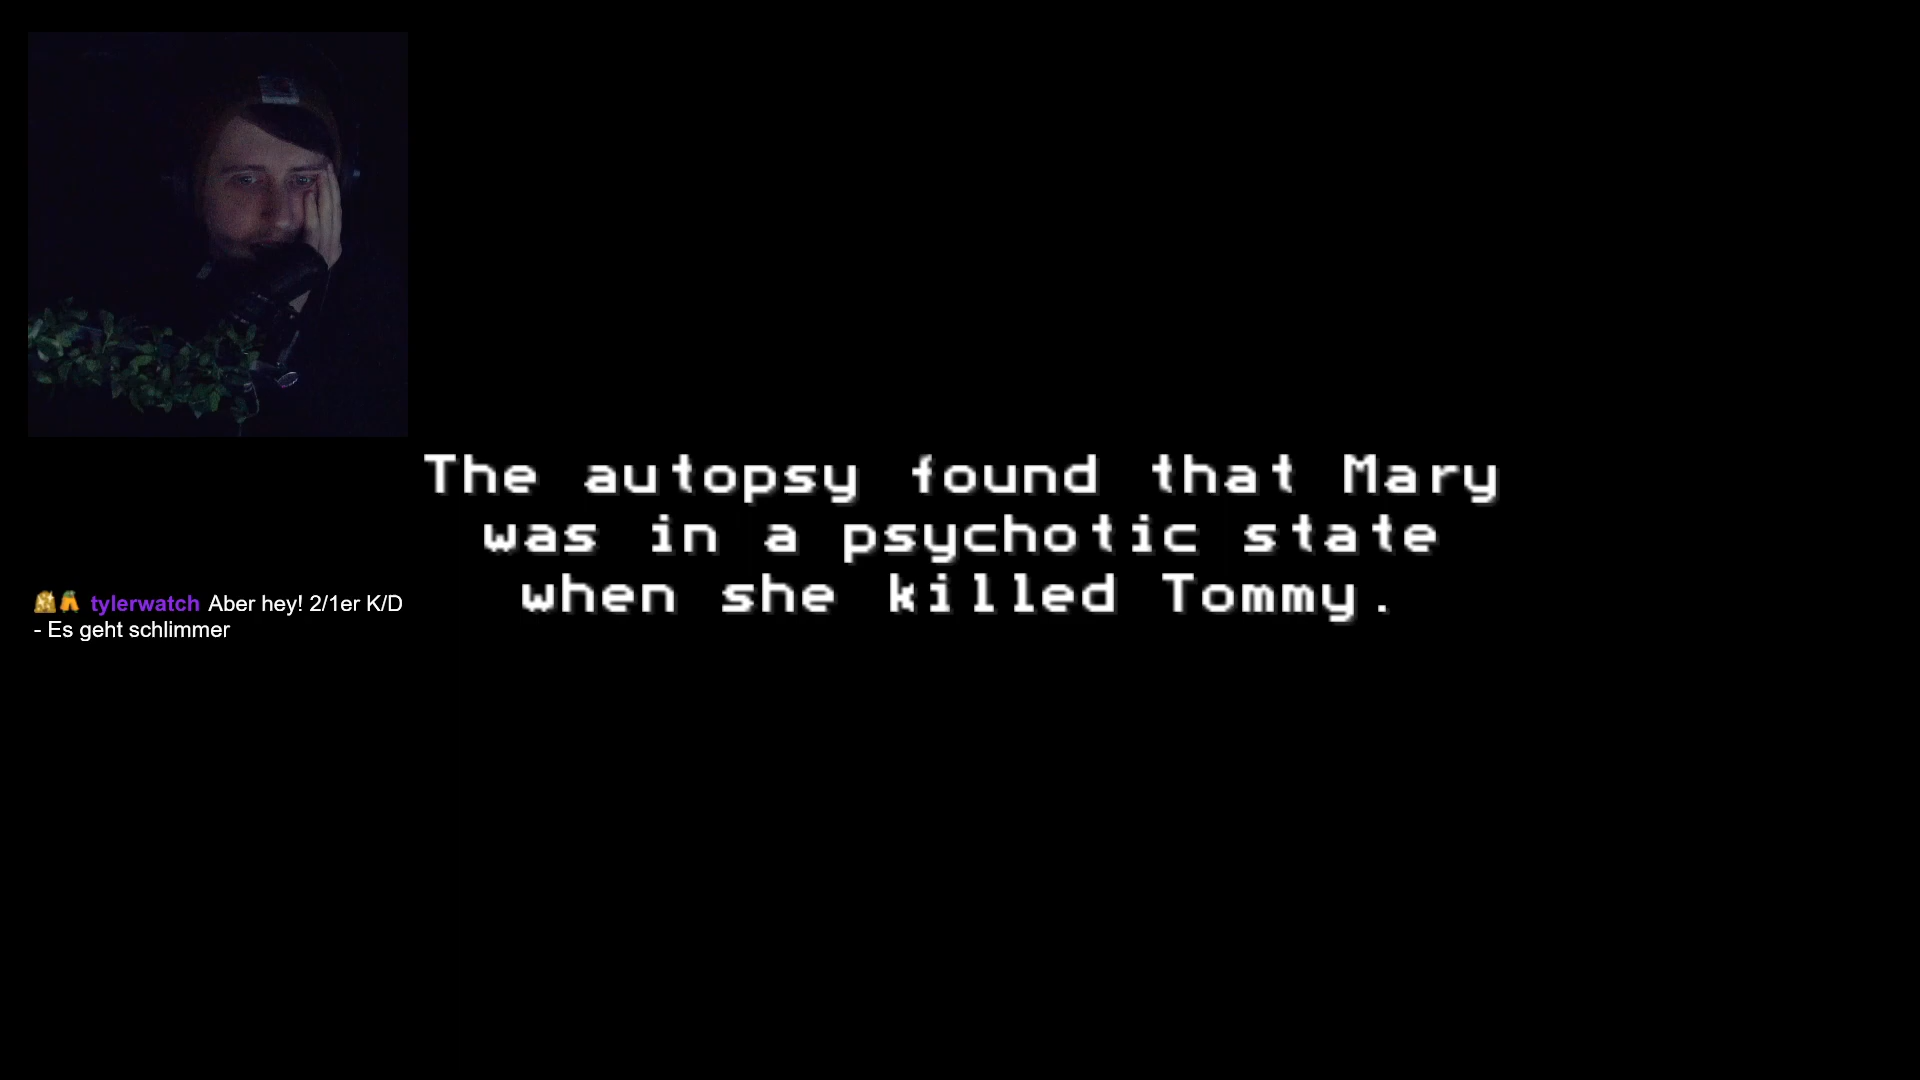 The autopsy found that Mary
was in a psychotic state
when she killed Tommy.
tylerwatch Aber hey! 2/1er K/D
- Es geht schlimmer